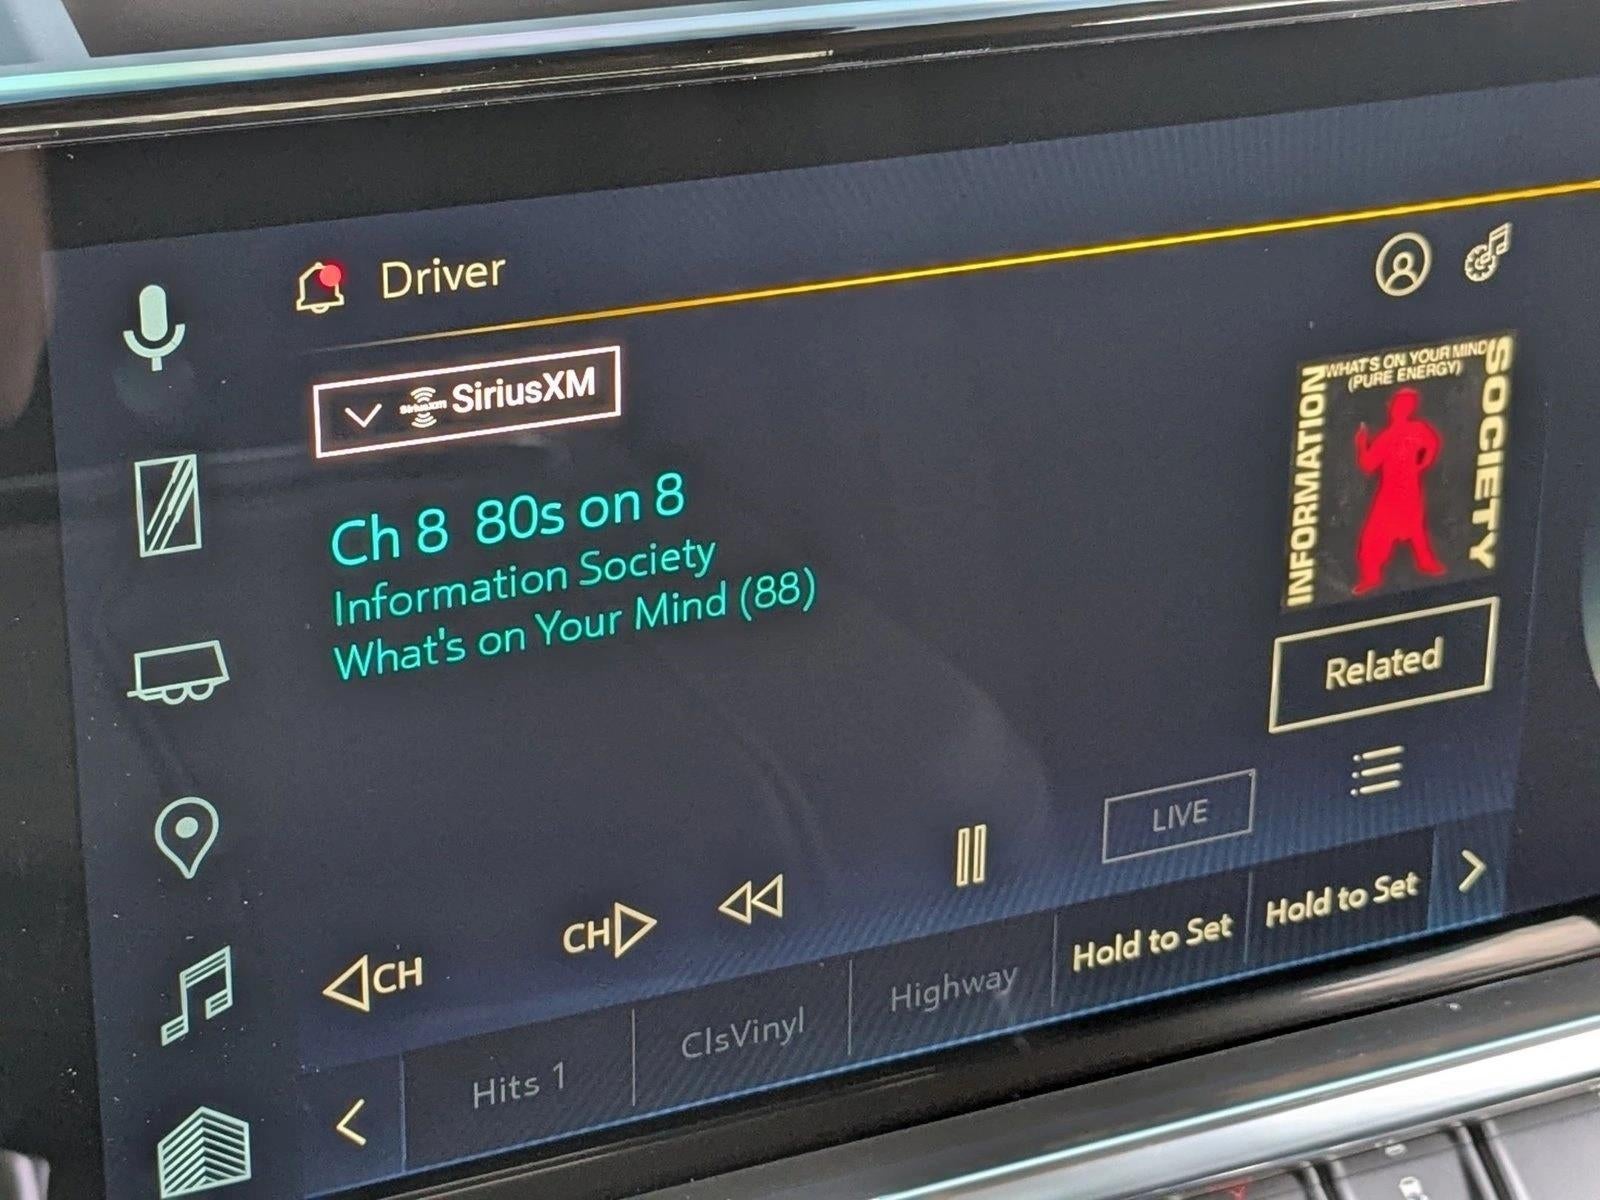 Driver
SiriusXM SiriusXM
Ch 8 80s on 8
Information Society
What's on Your Mind (88)
WHAT'S ON YOUR MIND
(PURE ENERGY)
INFORMATION
SOCIETY
Related
LIVE
CH
CH
Hits 1
ClsVinyl
Highway
Hold to Set
Hold to Set